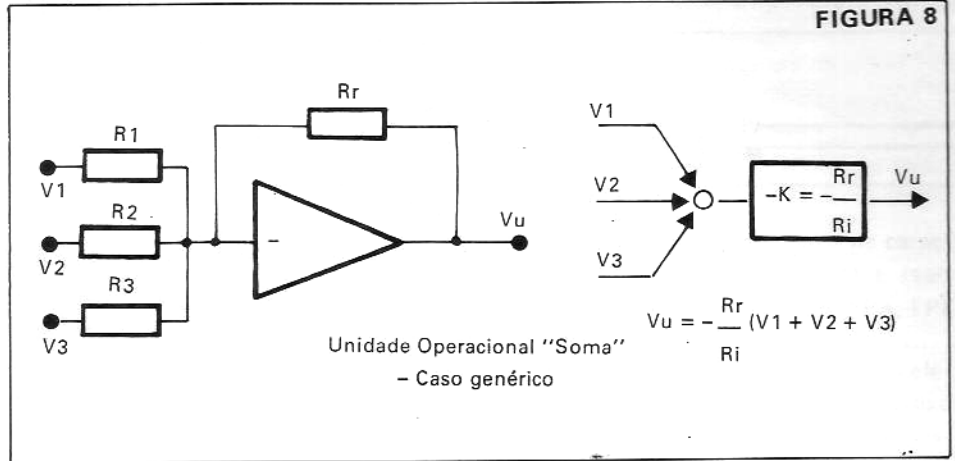 FIGURA 8
Rr
R1
V1
R2
V2
R3
V3
-
Vu
Unidade Operacional "Soma"
– Caso genérico
V1
V2
V3
-K = - Rr
Ri
Vu
Vu = - Rr (V1 + V2 + V3)
Ri